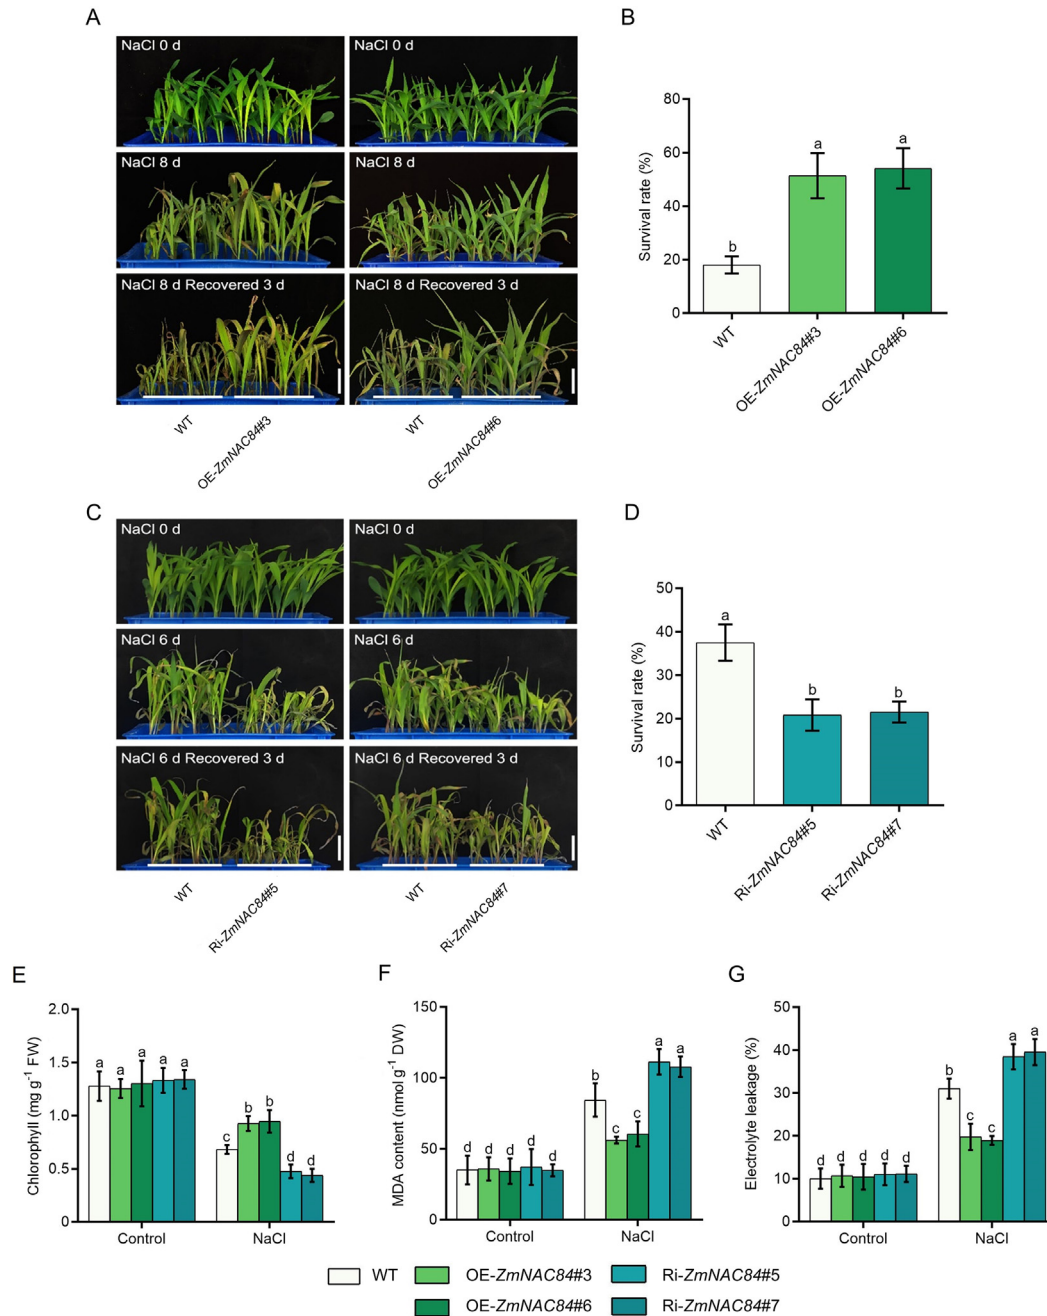 A
NaCl 0 d
NaCl 8 d
NaCl 8 d Recovered 3 d
WT
OE-ZmNAC84#3
NaCl 0 d
NaCl 8 d
NaCl 8 d Recovered 3 d
WT
OE-ZmNAC84#6
B
Survival rate (%)
80
60
40
20
0
b
a
a
WT
OE-ZmNAC84#3
OE-ZmNAC84#6
C
NaCl 0 d
NaCl 6 d
NaCl 6 d Recovered 3 d
WT
Ri-ZmNAC84#5
NaCl 0 d
NaCl 6 d
NaCl 6 d Recovered 3 d
WT
Ri-ZmNAC84#7
D
Survival rate (%)
50
40
30
20
10
0
a
b
b
WT
Ri-ZmNAC84#5
Ri-ZmNAC84#7
E
Chlorophyll (mg g⁻¹ FW)
2.0
1.5
1.0
0.5
0
a a a a a
c b b d d
Control NaCl
F
MDA content (nmol g⁻¹ DW)
150
100
50
0
d d d d d
b c c a a
Control NaCl
G
Electrolyte leakage (%)
50
40
30
20
10
0
d d d d d
b c c a a
Control NaCl
WT OE-ZmNAC84#3 Ri-ZmNAC84#5
OE-ZmNAC84#6 Ri-ZmNAC84#7